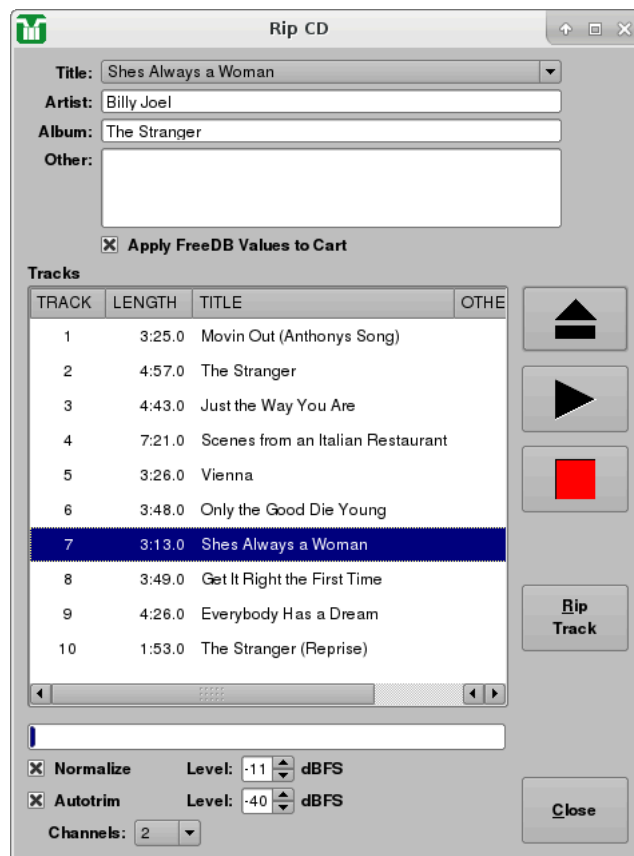 Rip CD
Title: Shes Always a Woman
Artist: Billy Joel
Album: The Stranger
Other:
Apply FreeDB Values to Cart
Tracks
TRACK LENGTH TITLE OTHE
1 3:25.0 Movin Out (Anthonys Song)
2 4:57.0 The Stranger
3 4:43.0 Just the Way You Are
4 7:21.0 Scenes from an Italian Restaurant
5 3:26.0 Vienna
6 3:48.0 Only the Good Die Young
7 3:13.0 Shes Always a Woman
8 3:49.0 Get It Right the First Time
9 4:26.0 Everybody Has a Dream
10 1:53.0 The Stranger (Reprise)
Rip
Track
Normalize Level: -11 dBFS
Autotrim Level: -40 dBFS
Channels: 2
Close